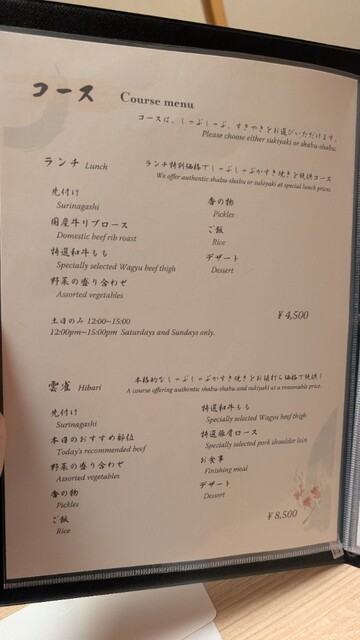 コース Course menu
コースは、しゃぶしゃぶ、すきやきをお選びいただけます。
Please choose either sukiyaki or shabu-shabu.
ランチ Lunch
ランチ特別価格でしゃぶしゃぶかすき焼きを提供コース
We offer authentic shabu-shabu or sukiyaki at special lunch prices.
先付け
Surinagashi
国産牛リブロース
Domestic beef rib roast
特選和牛もも
Specially selected Wagyu beef thigh
野菜の盛り合わせ
Assorted vegetables
香の物
Pickles
ご飯
Rice
デザート
Dessert
¥4,500
土日のみ 12:00~15:00
12:00pm~15:00pm Saturdays and Sundays only.
雲雀 Hibari
本格的なしゃぶしゃぶかすき焼きをお値打ち価格で提供!
A course offering authentic shabu-shabu and sukiyaki at a reasonable price.
先付け
Surinagashi
本日のおすすめ部位
Today's recommended beef
野菜の盛り合わせ
Assorted vegetables
香の物
Pickles
ご飯
Rice
特選和牛もも
Specially selected Wagyu beef thigh
特選豚肩ロース
Specially selected pork shoulder loin
お食事
Finishing meal
デザート
Dessert
¥8,500